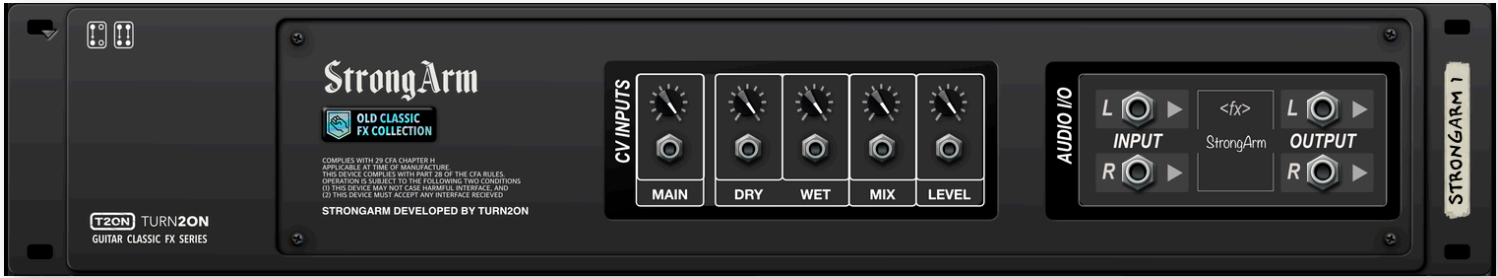 StrongArm
OLD CLASSIC
FX COLLECTION
COMPLIES WITH 29 CFA CHAPTER H
APPLICABLE AT TIME OF MANUFACTURE.
THIS DEVICE COMPLIES WITH PART 28 OF THE CFA RULES.
OPERATION IS SUBJECT TO THE FOLLOWING TWO CONDITIONS
(1) THIS DEVICE MAY NOT CASE HARMFUL INTERFACE, AND
(2) THIS DEVICE MUST ACCEPT ANY INTERFACE RECIEVED
STRONGARM DEVELOPED BY TURN2ON
T2ON TURN2ON
GUITAR CLASSIC FX SERIES
CV INPUTS
MAIN DRY WET MIX LEVEL
AUDIO I/O
L <fx> L
INPUT StrongArm OUTPUT
R R
STRONGARM 1